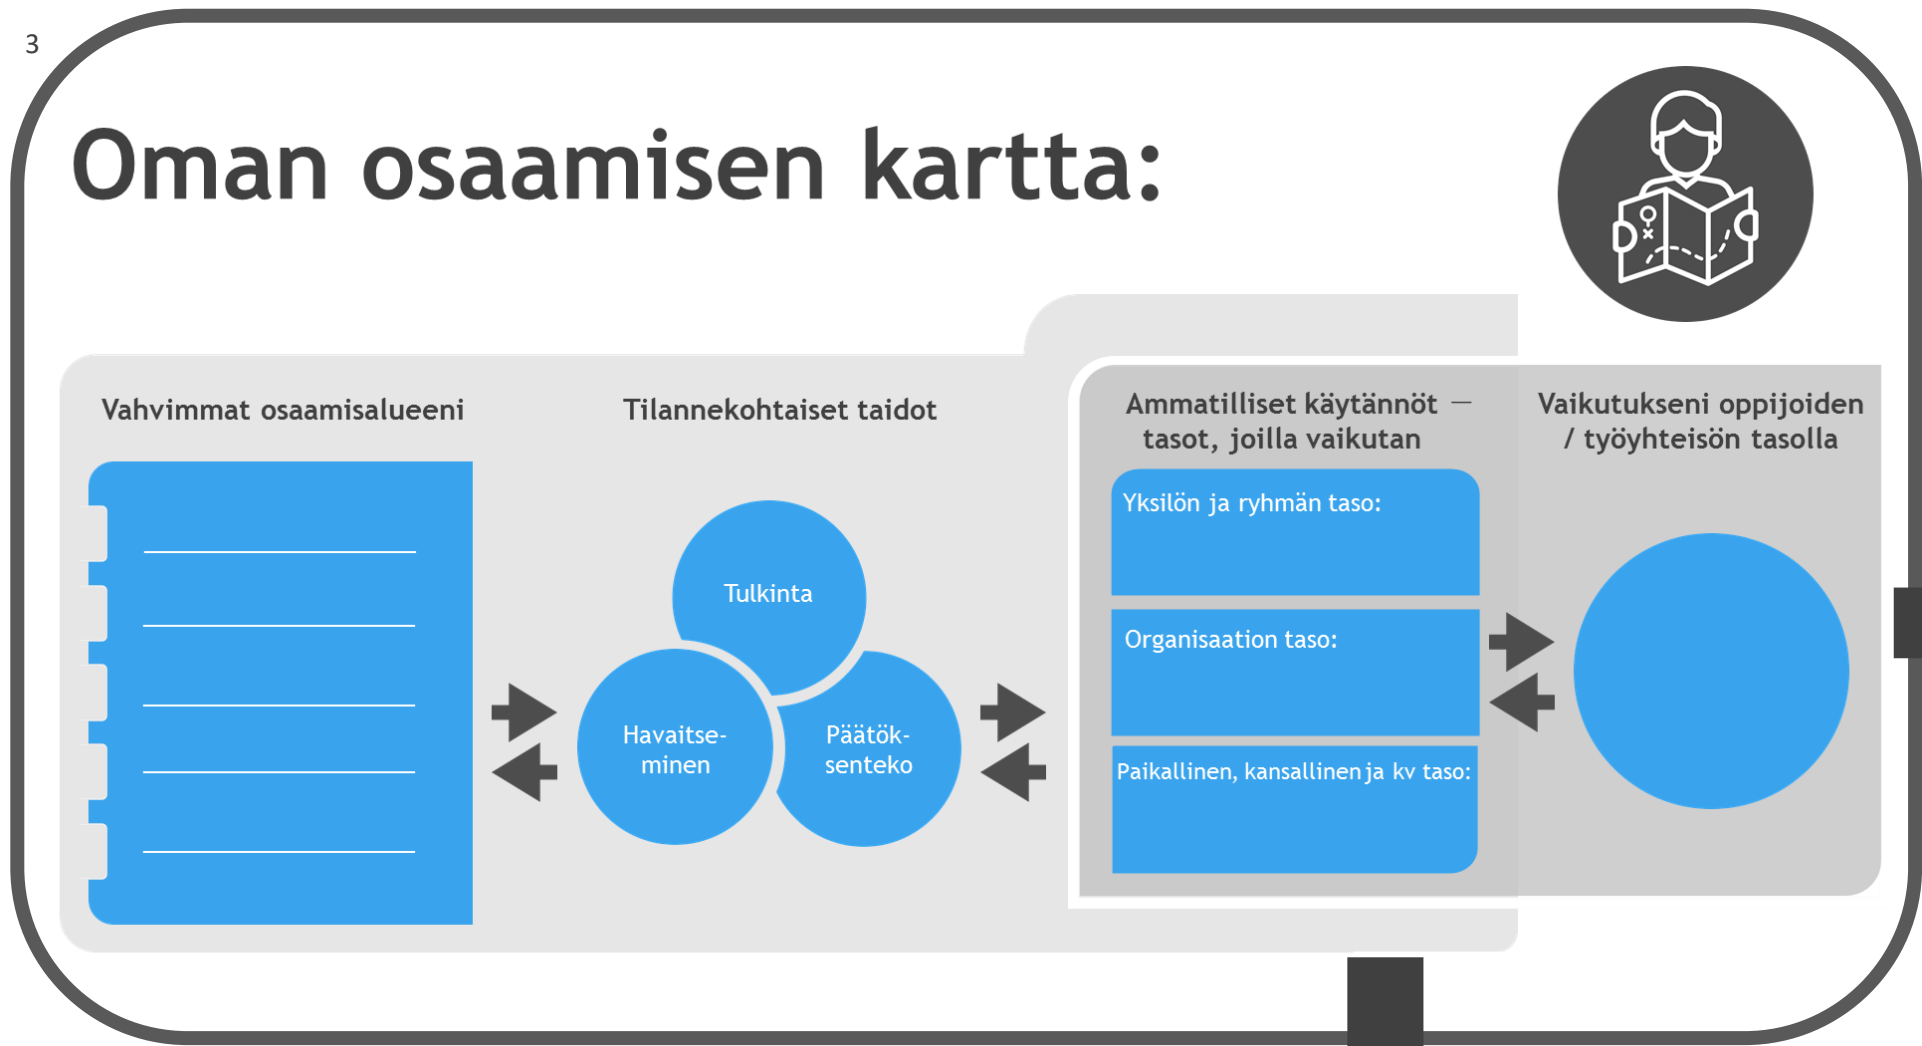 3
Oman osaamisen kartta:
Vahvimmat osaamisalueeni
Tilannekohtaiset taidot
Tulkinta
Havaitse-
minen
Päätök-
senteko
Ammatilliset käytännöt –
tasot, joilla vaikutan
Yksilön ja ryhmän taso:
Organisaation taso:
Paikallinen, kansallinen ja kv taso:
Vaikutukseni oppijoiden
/ työyhteisön tasolla